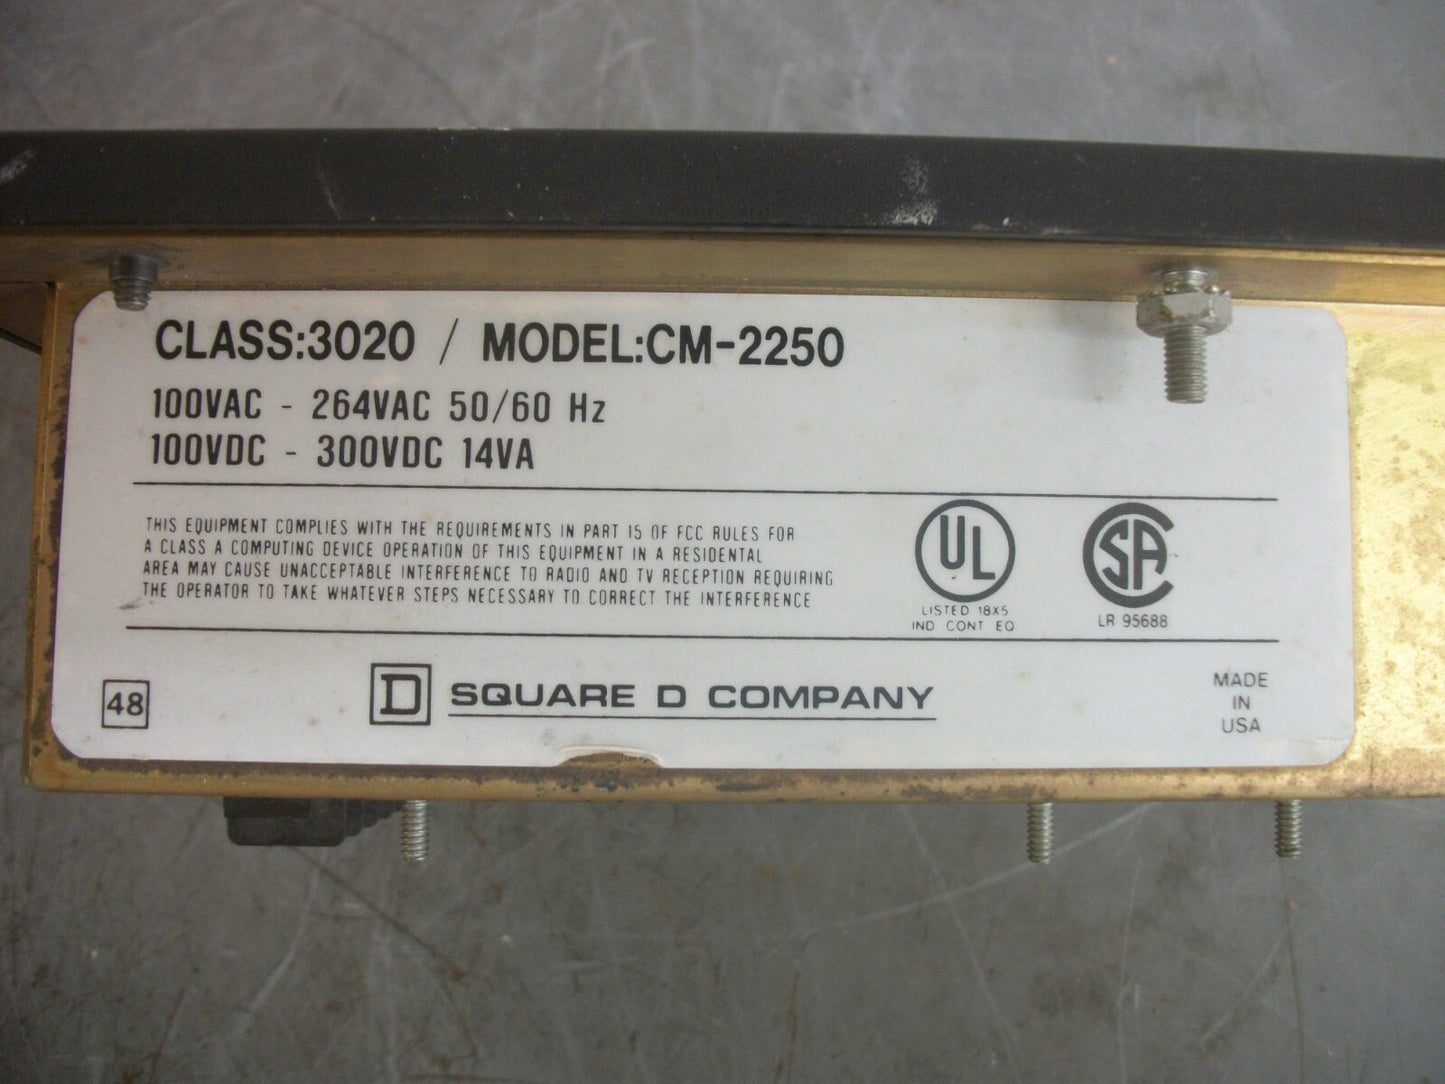 CLASS:3020 / MODEL:CM-2250
100VAC - 264VAC 50/60 Hz
100VDC - 300VDC 14VA
THIS EQUIPMENT COMPLIES WITH THE REQUIREMENTS IN PART 15 OF FCC RULES FOR
A CLASS A COMPUTING DEVICE OPERATION OF THIS EQUIPMENT IN A RESIDENTAL
AREA MAY CAUSE UNACCEPTABLE INTERFERENCE TO RADIO AND TV RECEPTION REQUIRING
THE OPERATOR TO TAKE WHATEVER STEPS NECESSARY TO CORRECT THE INTERFERENCE
UL
LISTED 18X5
IND CONT EQ
SA
LR 95688
48
D SQUARE D COMPANY
MADE
IN
USA